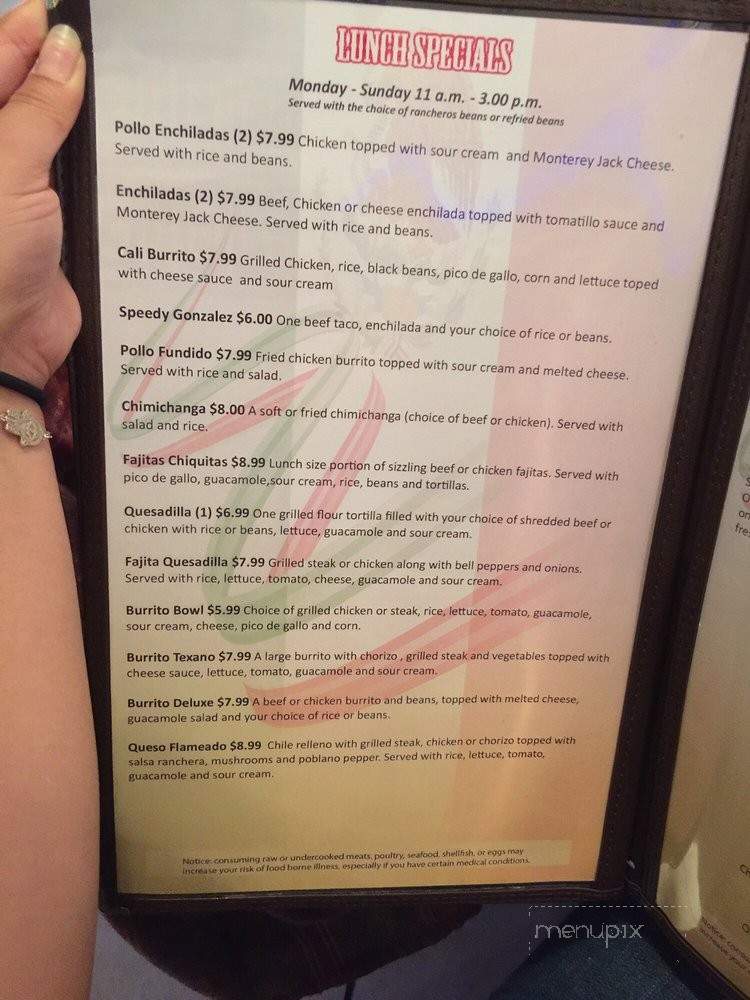 LUNCH SPECIALS
Monday - Sunday 11 a.m. - 3.00 p.m.
Served with the choice of rancheros beans or refried beans
Pollo Enchiladas (2) $7.99 Chicken topped with sour cream and Monterey Jack Cheese.
Served with rice and beans.
Enchiladas (2) $7.99 Beef, Chicken or cheese enchilada topped with tomatillo sauce and
Monterey Jack Cheese. Served with rice and beans.
Cali Burrito $7.99 Grilled Chicken, rice, black beans, pico de gallo, corn and lettuce toped
with cheese sauce and sour cream
Speedy Gonzalez $6.00 One beef taco, enchilada and your choice of rice or beans.
Pollo Fundido $7.99 Fried chicken burrito topped with sour cream and melted cheese.
Served with rice and salad.
Chimichanga $8.00 A soft or fried chimichanga (choice of beef or chicken). Served with
salad and rice.
Fajitas Chiquitas $8.99 Lunch size portion of sizzling beef or chicken fajitas. Served with
pico de gallo, guacamole,sour cream, rice, beans and tortillas.
Quesadilla (1) $6.99 One grilled flour tortilla filled with your choice of shredded beef or
chicken with rice or beans, lettuce, guacamole and sour cream.
Fajita Quesadilla $7.99 Grilled steak or chicken along with bell peppers and onions.
Served with rice, lettuce, tomato, cheese, guacamole and sour cream.
Burrito Bowl $5.99 Choice of grilled chicken or steak, rice, lettuce, tomato, guacamole,
sour cream, cheese, pico de gallo and corn.
Burrito Texano $7.99 A large burrito with chorizo , grilled steak and vegetables topped with
cheese sauce, lettuce, tomato, guacamole and sour cream.
Burrito Deluxe $7.99 A beef or chicken burrito and beans, topped with melted cheese,
guacamole salad and your choice of rice or beans.
Queso Flameado $8.99 Chile relleno with grilled steak, chicken or chorizo topped with
salsa ranchera, mushrooms and poblano pepper. Served with rice, lettuce, tomato,
guacamole and sour cream.
Notice: consuming raw or undercooked meats, poultry, seafood, shellfish, or eggs may
increase your risk of food borne illness, especially if you have certain medical conditions.
menupix